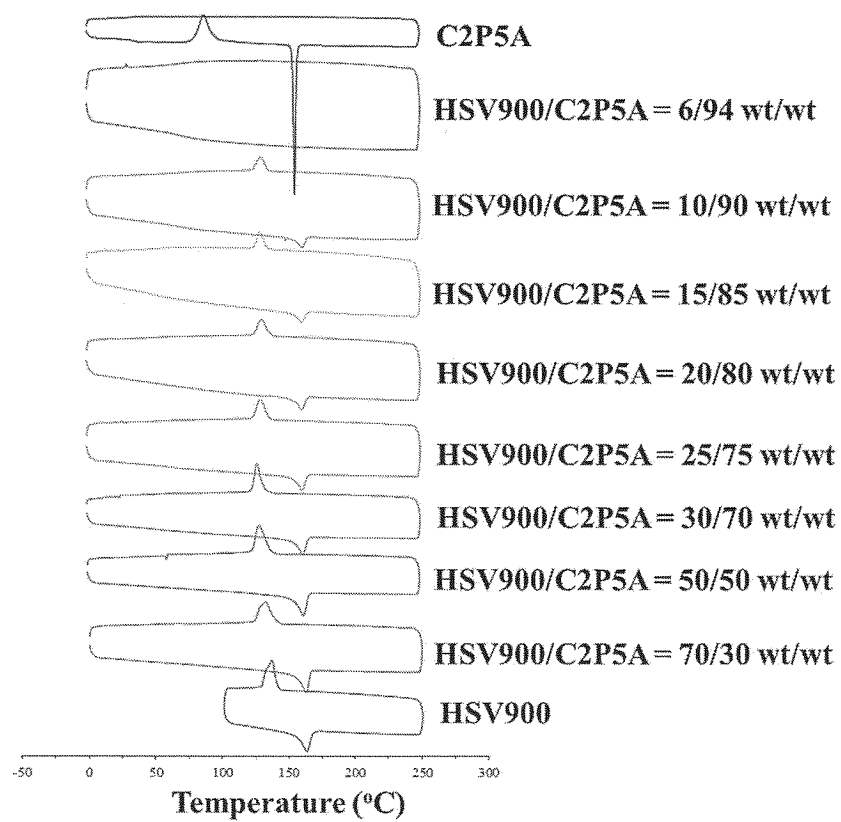 C2P5A
HSV900/C2P5A = 6/94 wt/wt
HSV900/C2P5A = 10/90 wt/wt
HSV900/C2P5A = 15/85 wt/wt
HSV900/C2P5A = 20/80 wt/wt
HSV900/C2P5A = 25/75 wt/wt
HSV900/C2P5A = 30/70 wt/wt
HSV900/C2P5A = 50/50 wt/wt
HSV900/C2P5A = 70/30 wt/wt
HSV900
-50 0 50 100 150 200 250 300
Temperature (°C)